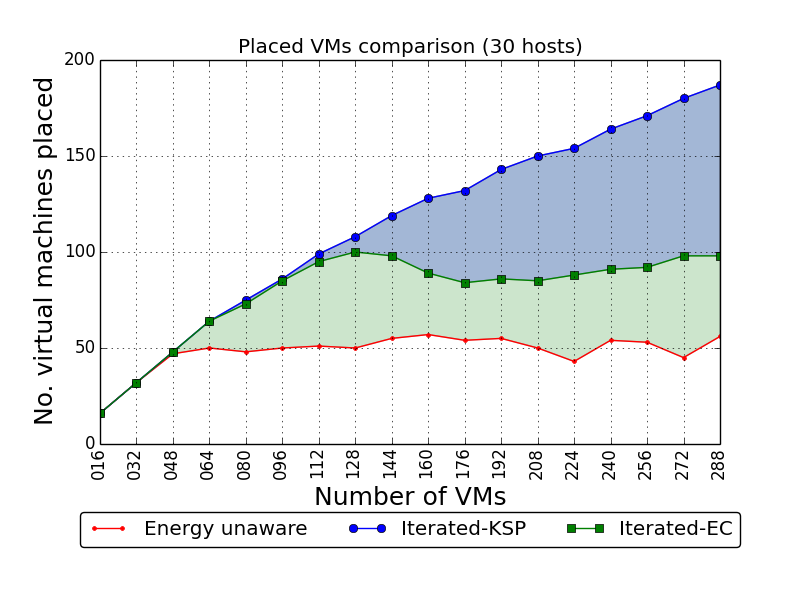 Placed VMs comparison (30 hosts)
No. virtual machines placed
200
150
100
50
0
016 032 048 064 080 096 112 128 144 160 176 192 208 224 240 256 272 288
Number of VMs
Energy unaware Iterated-KSP Iterated-EC